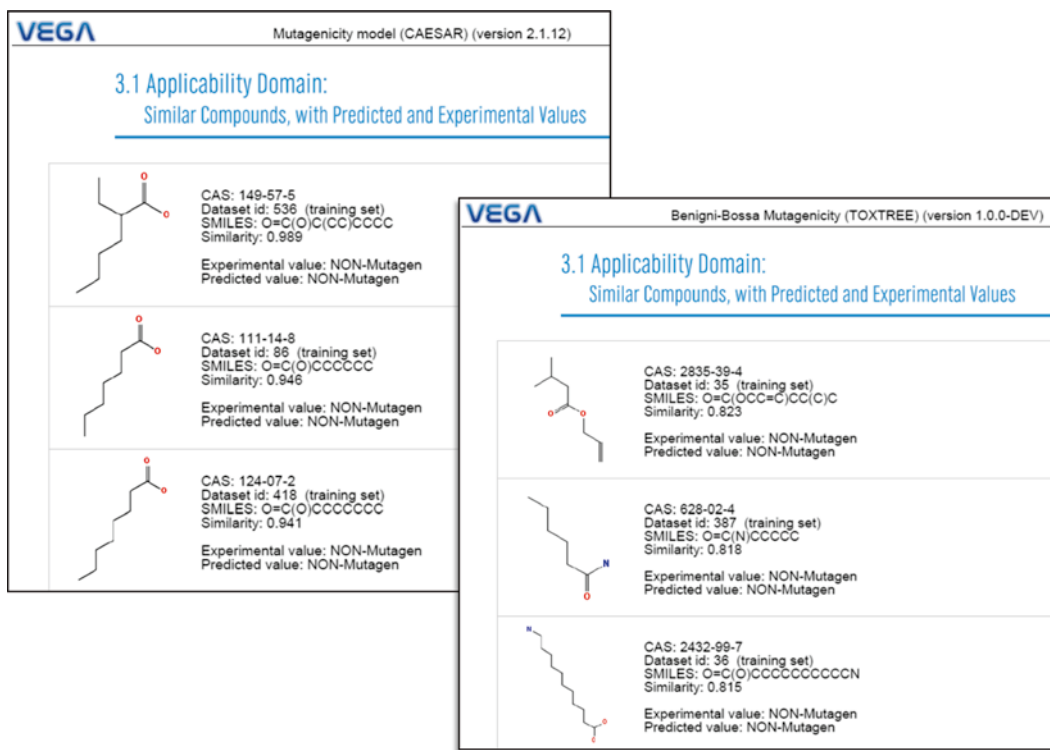 VEGA
Mutagenicity model (CAESAR) (version 2.1.12)
3.1 Applicability Domain:
Similar Compounds, with Predicted and Experimental Values
O
O
CAS: 149-57-5
Dataset id: 536 (training set)
SMILES: O=C(O)C(CC)CCCC
Similarity: 0.989
Experimental value: NON-Mutagen
Predicted value: NON-Mutagen
O
O
CAS: 111-14-8
Dataset id: 86 (training set)
SMILES: O=C(O)CCCCCC
Similarity: 0.946
Experimental value: NON-Mutagen
Predicted value: NON-Mutagen
O
O
CAS: 124-07-2
Dataset id: 418 (training set)
SMILES: O=C(O)CCCCCCC
Similarity: 0.941
Experimental value: NON-Mutagen
Predicted value: NON-Mutagen
VEGA
Benigni-Bossa Mutagenicity (TOXTREE) (version 1.0.0-DEV)
3.1 Applicability Domain:
Similar Compounds, with Predicted and Experimental Values
O
O
CAS: 2835-39-4
Dataset id: 35 (training set)
SMILES: O=C(OCC=C)CC(C)C
Similarity: 0.823
Experimental value: NON-Mutagen
Predicted value: NON-Mutagen
N
O
CAS: 628-02-4
Dataset id: 387 (training set)
SMILES: O=C(N)CCCCC
Similarity: 0.818
Experimental value: NON-Mutagen
Predicted value: NON-Mutagen
N
O
O
CAS: 2432-99-7
Dataset id: 36 (training set)
SMILES: O=C(O)CCCCCCCCCCN
Similarity: 0.815
Experimental value: NON-Mutagen
Predicted value: NON-Mutagen